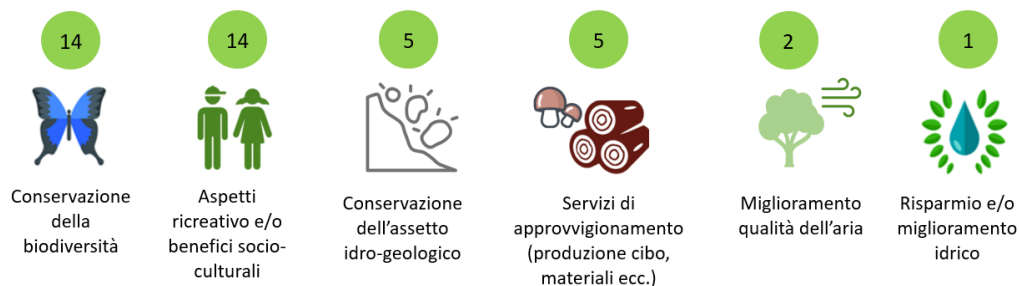 14
14
5
5
2
1
Conservazione
della
biodiversità
Aspetti
ricreativo e/o
benefici socio-
culturali
Conservazione
dell'assetto
idro-geologico
Servizi di
approvvigionamento
(produzione cibo,
materiali ecc.)
Miglioramento
qualità dell'aria
Risparmio e/o
miglioramento
idrico